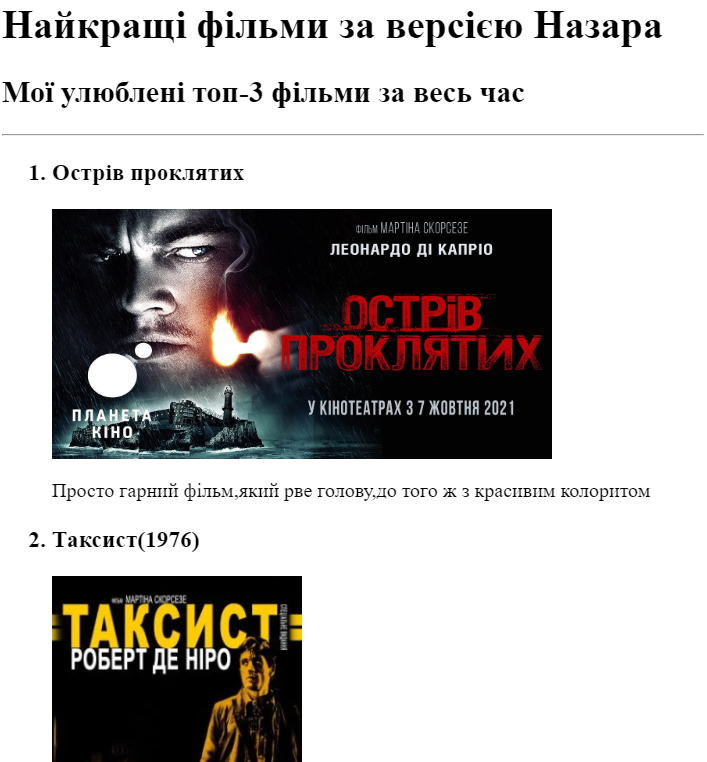 Найкращі фільми за версією Назара
Мої улюблені топ-3 фільми за весь час
1. Острів проклятих
ФІЛЬМ МАРТІНА СКОРСЕЗЕ
ЛЕОНАРДО ДІ КАПРІО
ОСТРІВ
ПРОКЛЯТИХ
У КІНОТЕАТРАХ З 7 ЖОВТНЯ 2021
ПЛАНЕТА
КІНО
Просто гарний фільм,який рве голову,до того ж з красивим колоритом
2. Таксист(1976)
ФІЛЬМ МАРТІНА СКОРСЕЗЕ
ТАКСИСТ
РОБЕРТ ДЕ НІРО